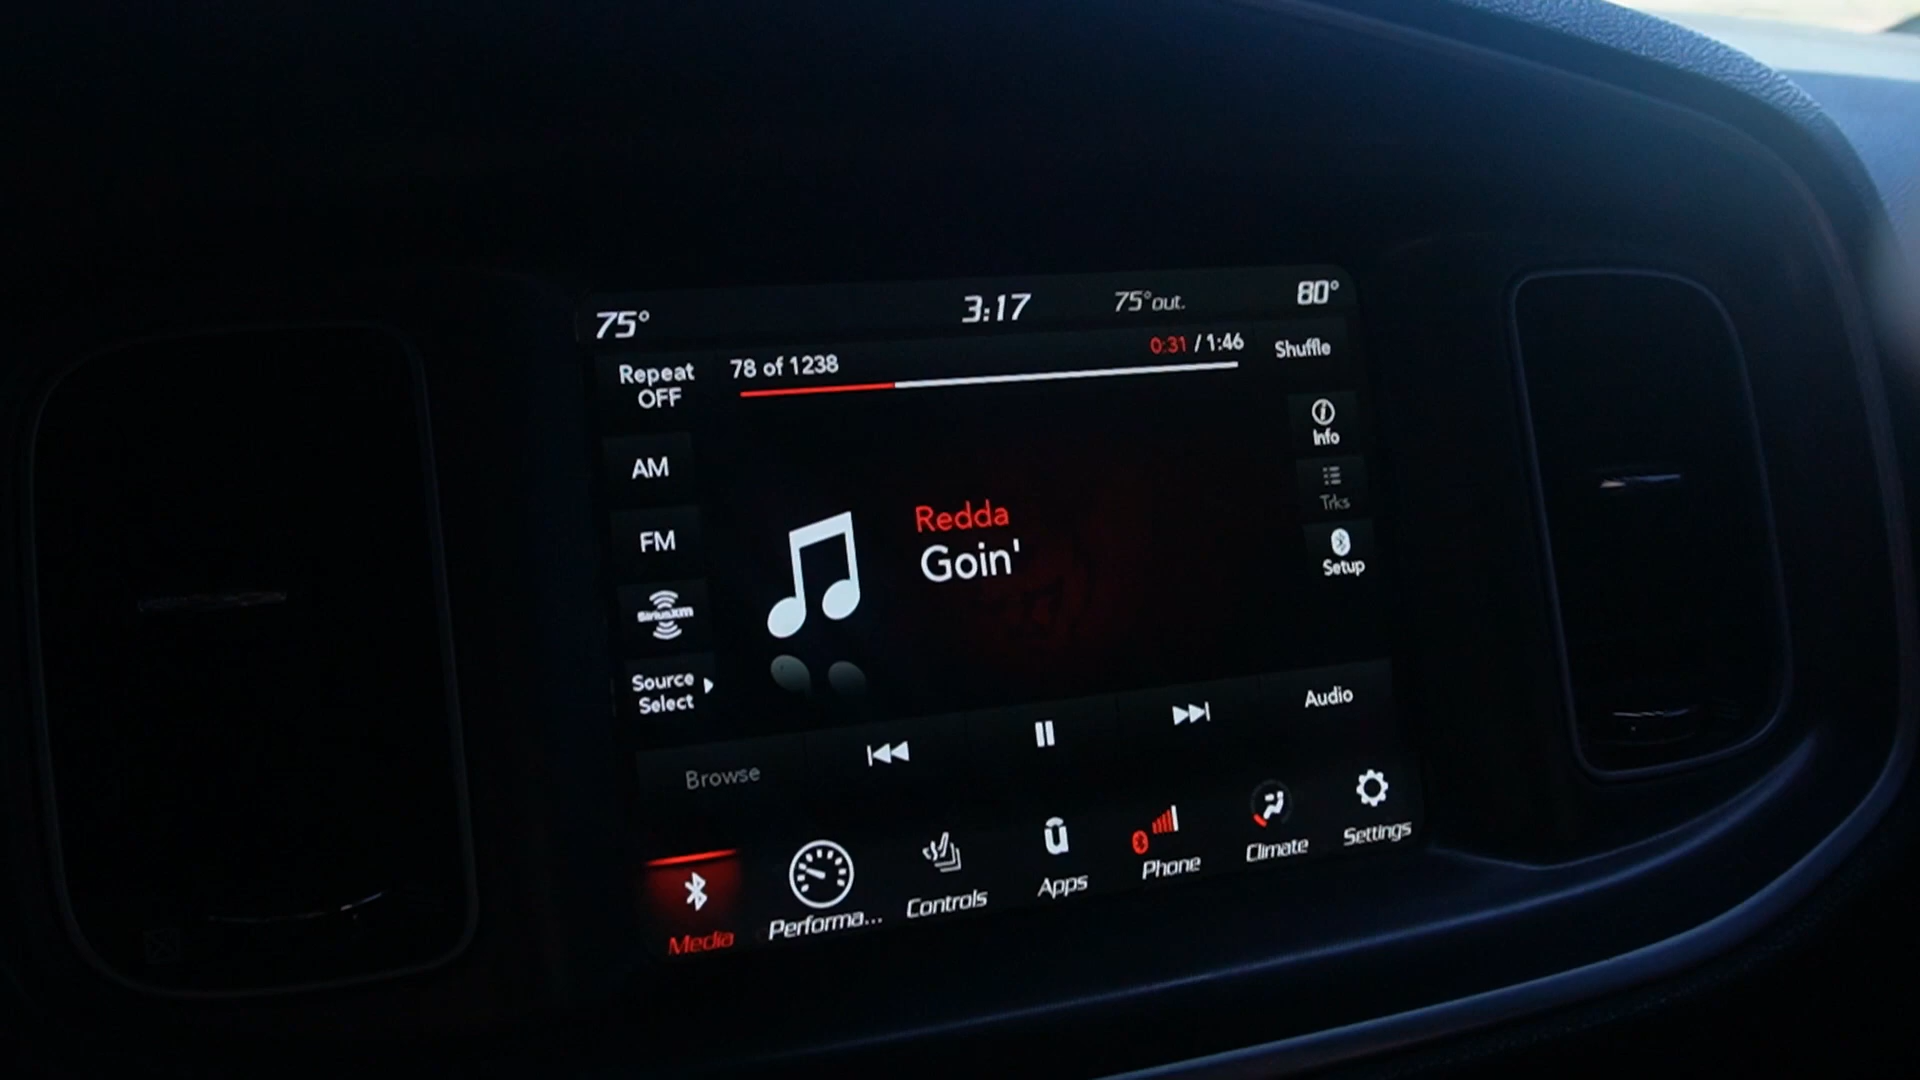 75°
3:17
75°out.
80°
Repeat
OFF
78 of 1238
0:31 / 1:46
Shuffle
AM
FM
siriusxm
Source
Select
Redda
Goin'
Info
Trks
Setup
Browse
Audio
Media
Performa...
Controls
Apps
Phone
Climate
Settings